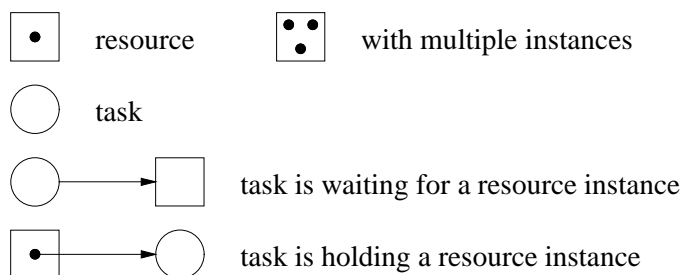 resource with multiple instances
task
task is waiting for a resource instance
task is holding a resource instance